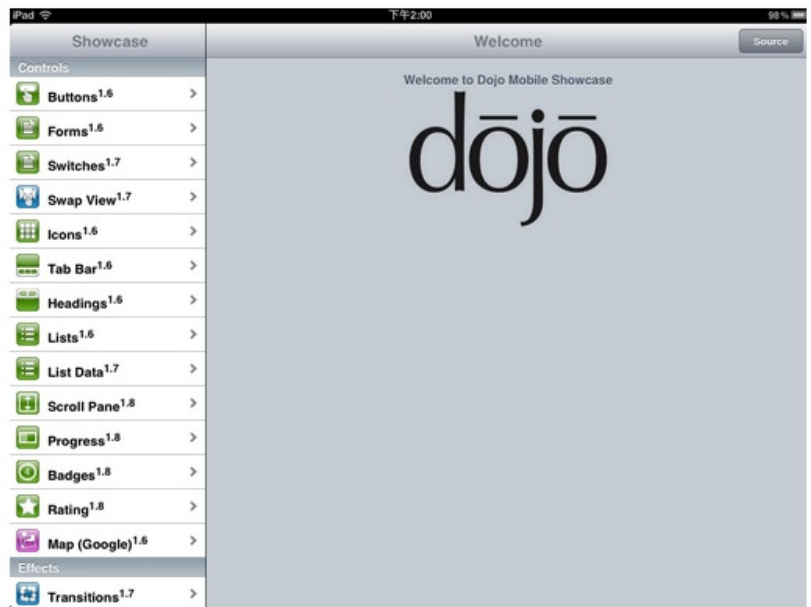 iPad 下午2:00 98%
Showcase
Welcome
Source
Controls
Buttons1.6
Forms1.6
Switches1.7
Swap View1.7
Icons1.6
Tab Bar1.6
Headings1.6
Lists1.6
List Data1.7
Scroll Pane1.8
Progress1.8
Badges1.8
Rating1.8
Map (Google)1.6
Effects
Transitions1.7
Welcome to Dojo Mobile Showcase
dōjō